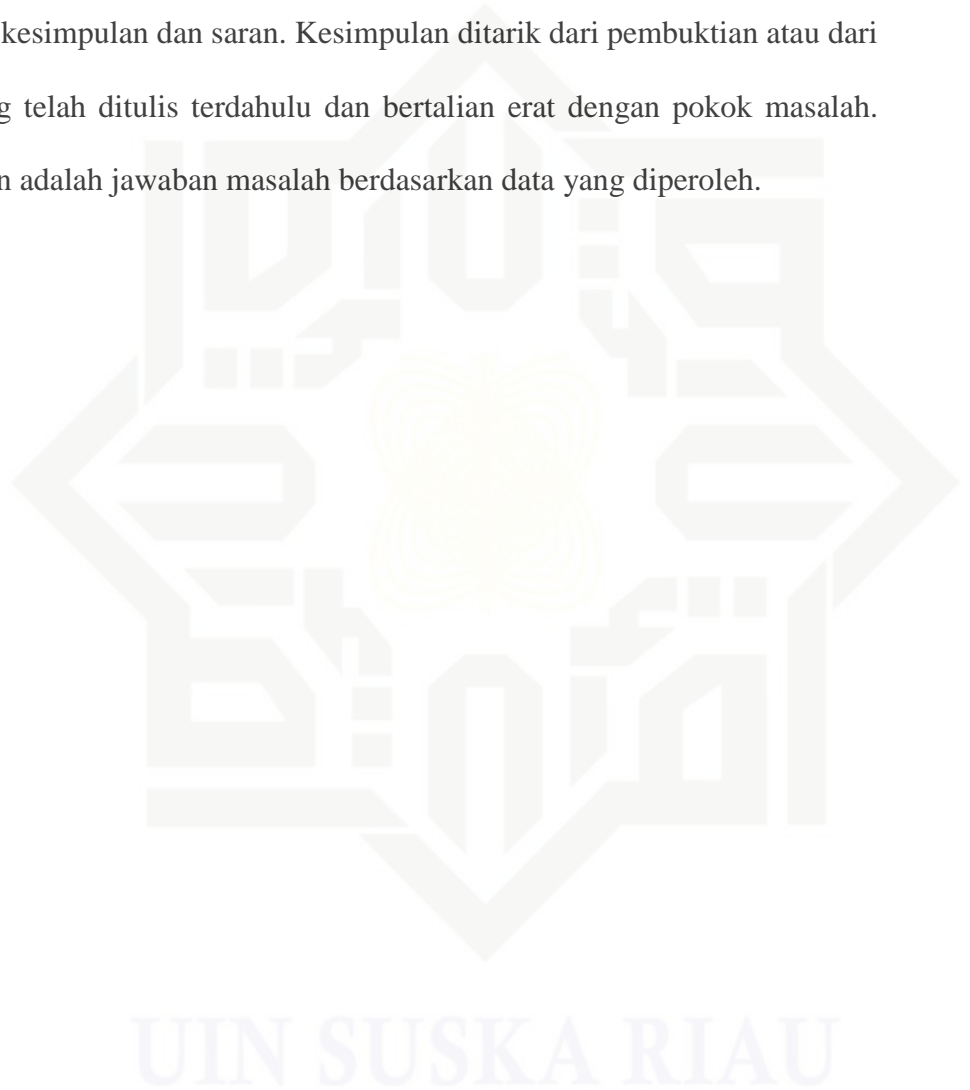 kesimpulan dan saran. Kesimpulan ditarik dari pembuktian atau dari
telah ditulis terdahulu dan bertalian erat dengan pokok masalah.
adalah jawaban masalah berdasarkan data yang diperoleh.
UIN SUSKA RIAU